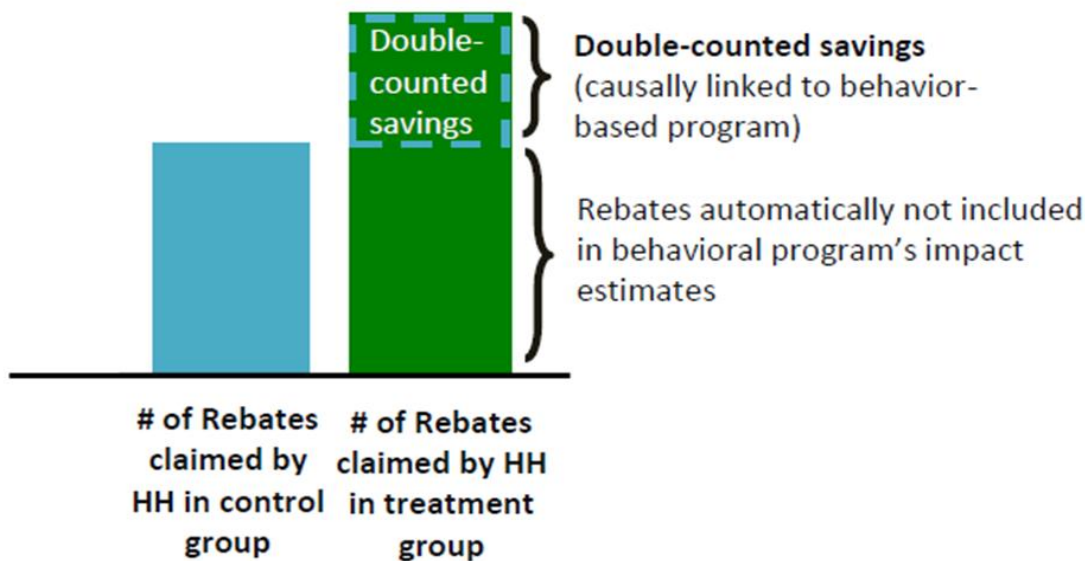 Double-
counted
savings
Double-counted savings
(causally linked to behavior-
based program)
Rebates automatically not included
in behavioral program’s impact
estimates
# of Rebates
claimed by
HH in control
group
# of Rebates
claimed by HH
in treatment
group